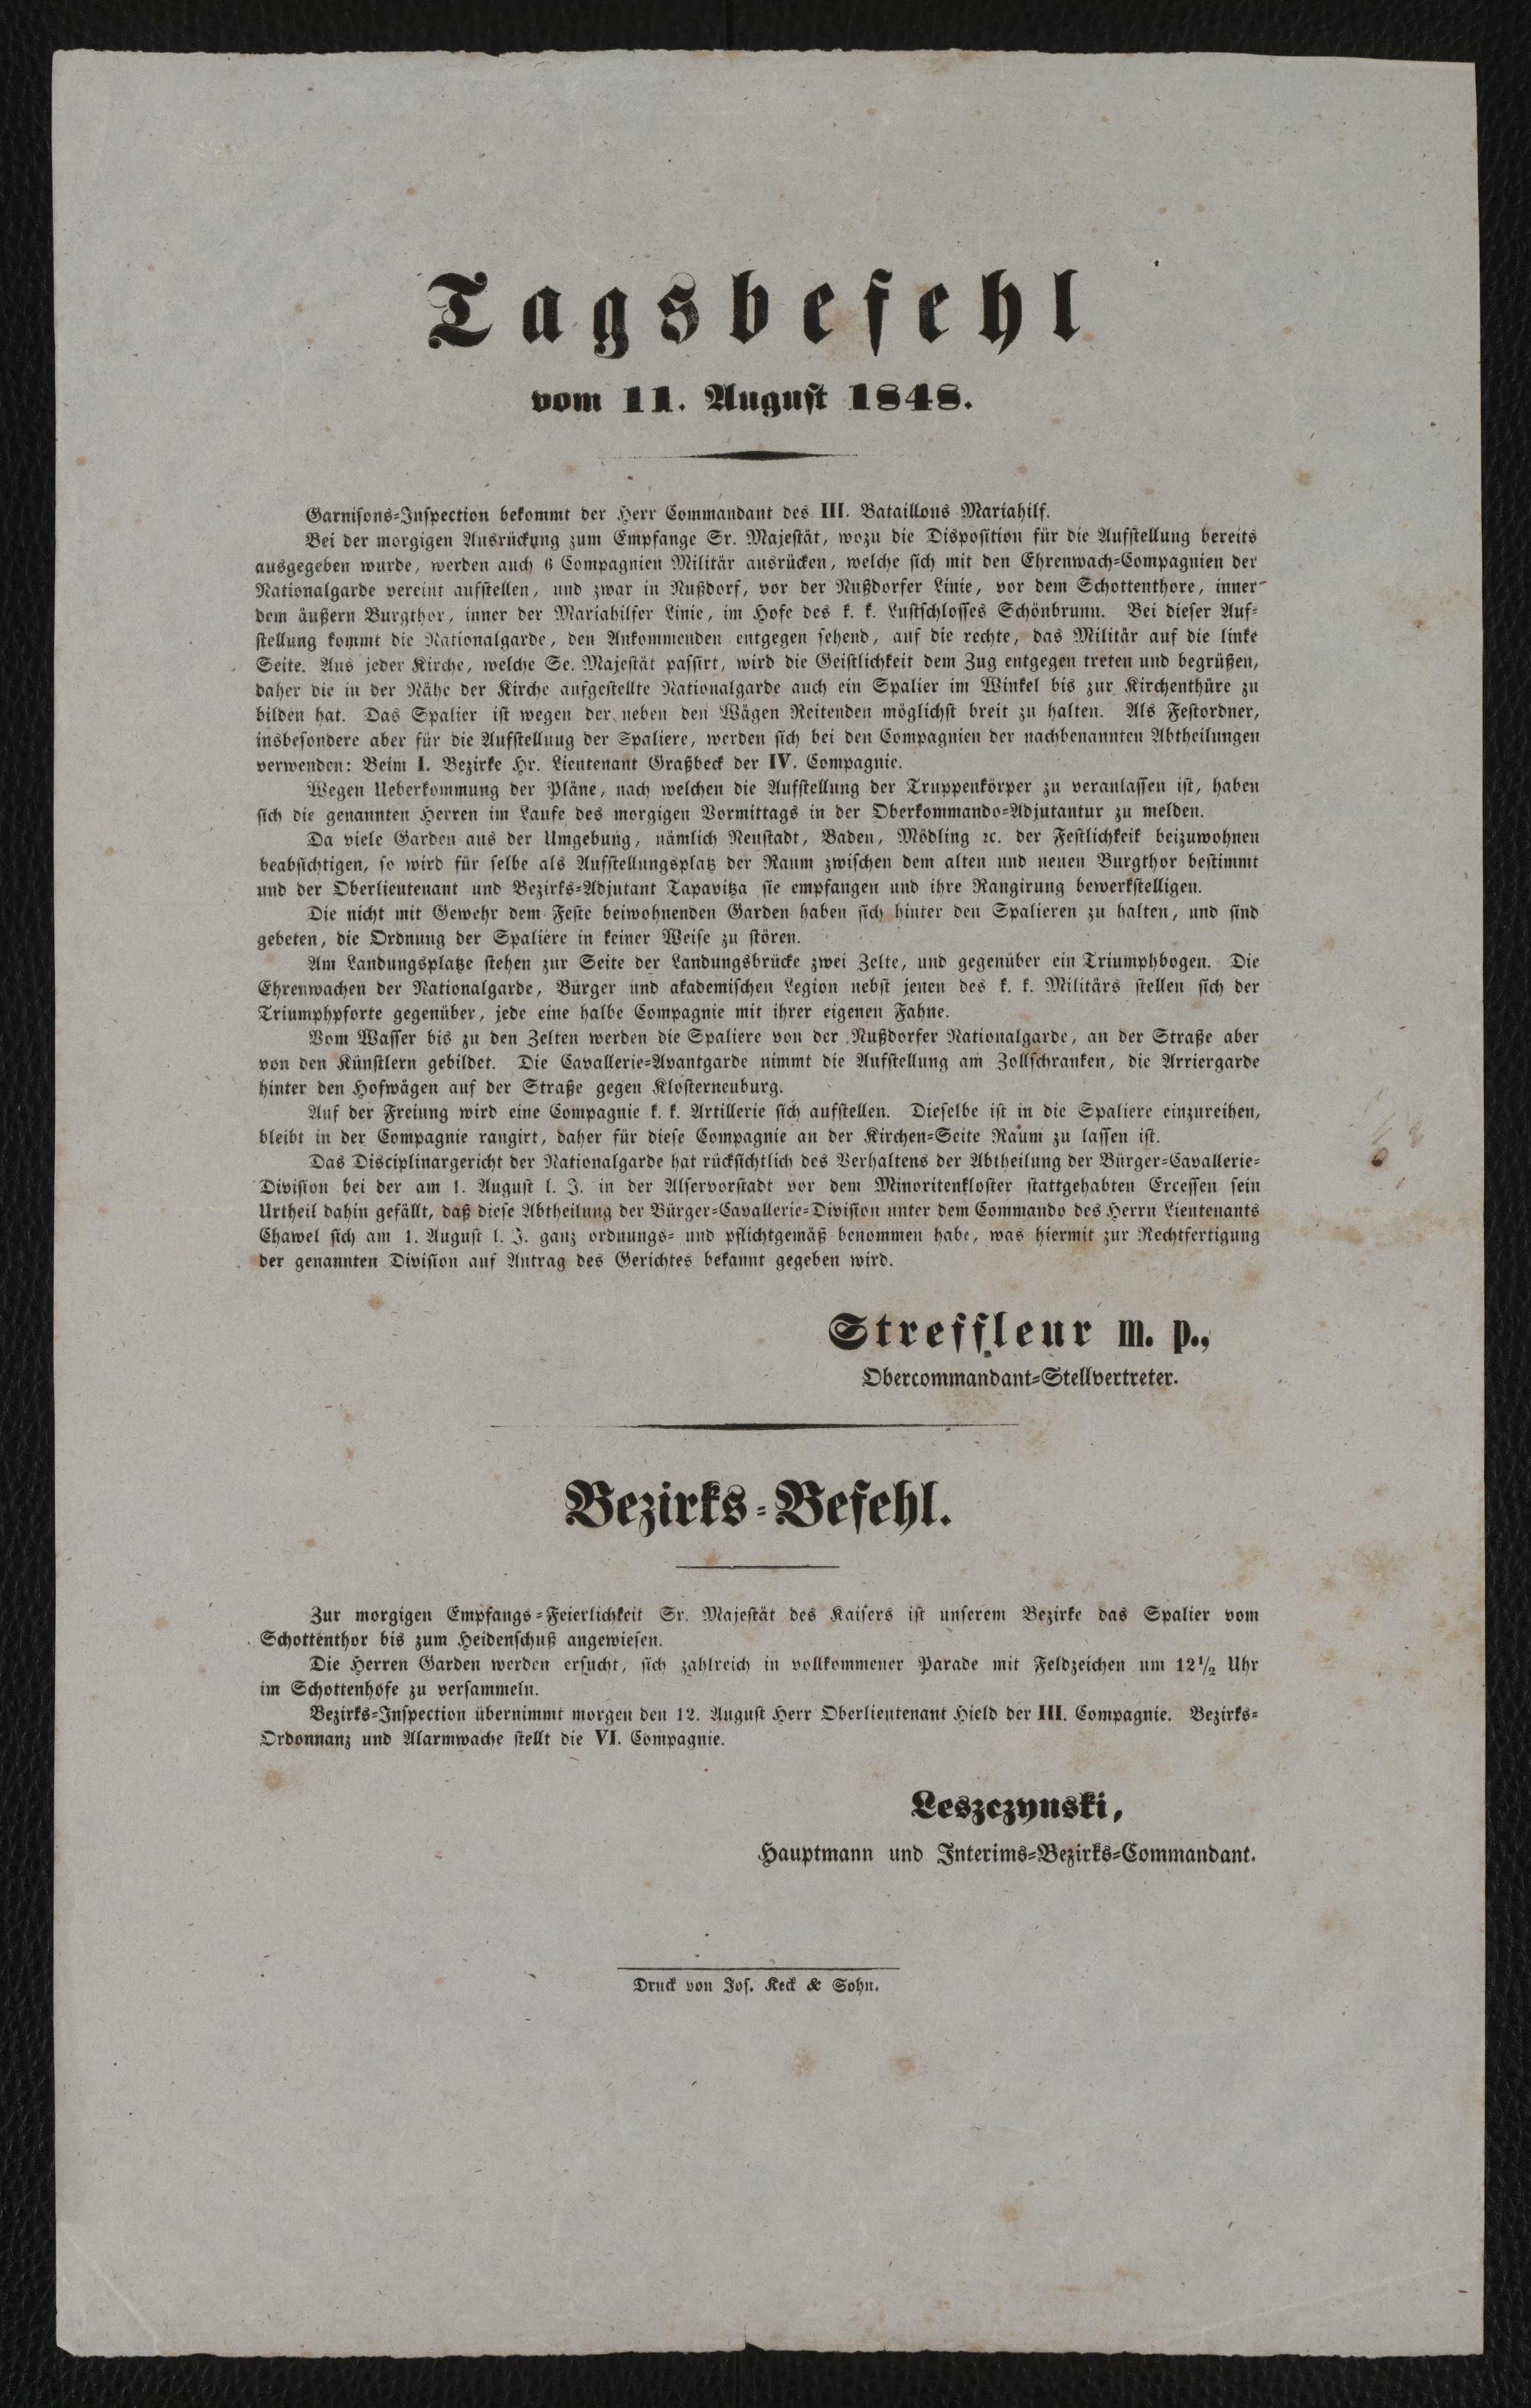 Tagsbefehl
vom 11. August 1848.
Garnisons-Inspection bekommt der Herr Commandant des III. Bataillons Mariahilf.
Bei der morgigen Ausrückung zum Empfange Sr. Majestät, wozu die Disposition für die Aufstellung bereits
ausgegeben wurde, werden auch 6 Compagnien Militär ausrücken, welche sich mit den Ehrenwach-Compagnien der
Nationalgarde vereint aufstellen, und zwar in Nußdorf, vor der Nußdorfer Linie, vor dem Schottenthore, inner
dem äußern Burgthor, inner der Mariahilfer Linie, im Hofe des k. k. Lustschlosses Schönbrunn. Bei dieser Auf-
stellung kommt die Nationalgarde, den Ankommenden entgegen sehend, auf die rechte, das Militär auf die linke
Seite. Aus jeder Kirche, welche Se. Majestät passirt, wird die Geistlichkeit dem Zug entgegen treten und begrüßen,
daher die in der Nähe der Kirche aufgestellte Nationalgarde auch ein Spalier im Winkel bis zur Kirchenthüre zu
bilden hat. Das Spalier ist wegen der neben den Wägen Reitenden möglichst breit zu halten. Als Festordner,
insbesondere aber für die Aufstellung der Spaliere, werden sich bei den Compagnien der nachbenannten Abtheilungen
verwenden: Beim I. Bezirke Hr. Lieutenant Graßbeck der IV. Compagnie.
Wegen Ueberkommung der Pläne, nach welchen die Aufstellung der Truppenkörper zu veranlassen ist, haben
sich die genannten Herren im Laufe des morgigen Vormittags in der Oberkommando-Adjutantur zu melden.
Da viele Garden aus der Umgebung, nämlich Neustadt, Baden, Mödling ꝛc. der Festlichkeit beizuwohnen
beabsichtigen, so wird für selbe als Aufstellungsplatz der Raum zwischen dem alten und neuen Burgthor bestimmt
und der Oberlieutenant und Bezirks-Adjutant Tapavitza sie empfangen und ihre Rangirung bewerkstelligen.
Die nicht mit Gewehr dem Feste beiwohnenden Garden haben sich hinter den Spalieren zu halten, und sind
gebeten, die Ordnung der Spaliere in keiner Weise zu stören.
Am Landungsplatze stehen zur Seite der Landungsbrücke zwei Zelte, und gegenüber ein Triumphbogen. Die
Ehrenwachen der Nationalgarde, Bürger und akademischen Legion nebst jenen des k. k. Militärs stellen sich der
Triumphpforte gegenüber, jede eine halbe Compagnie mit ihrer eigenen Fahne.
Vom Wasser bis zu den Zelten werden die Spaliere von der Nußdorfer Nationalgarde, an der Straße aber
von den Künstlern gebildet. Die Cavallerie-Avantgarde nimmt die Aufstellung am Zollschranken, die Arriergarde
hinter den Hofwägen auf der Straße gegen Klosterneuburg.
Auf der Freiung wird eine Compagnie k. k. Artillerie sich aufstellen. Dieselbe ist in die Spaliere einzureihen,
bleibt in der Compagnie rangirt, daher für diese Compagnie an der Kirchen-Seite Raum zu lassen ist.
Das Disciplinargericht der Nationalgarde hat rücksichtlich des Verhaltens der Abtheilung der Bürger-Cavallerie-
Division bei der am 1. August l. J. in der Alservorstadt vor dem Minoritenkloster stattgehabten Excessen sein
Urtheil dahin gefällt, daß diese Abtheilung der Bürger-Cavallerie-Division unter dem Commando des Herrn Lieutenants
Chawel sich am 1. August l. J. ganz ordnungs- und pflichtgemäß benommen habe, was hiermit zur Rechtfertigung
der genannten Division auf Antrag des Gerichtes bekannt gegeben wird.
Streffleur m. p.,
Obercommandant-Stellvertreter.
Bezirks-Befehl.
Zur morgigen Empfangs-Feierlichkeit Sr. Majestät des Kaisers ist unserem Bezirke das Spalier vom
Schottenthor bis zum Heidenschuß angewiesen.
Die Herren Garden werden ersucht, sich zahlreich in vollkommener Parade mit Feldzeichen um 12½ Uhr
im Schottenhofe zu versammeln.
Bezirks-Inspection übernimmt morgen den 12. August Herr Oberlieutenant Hield der III. Compagnie. Bezirks-
Ordonnanz und Alarmwache stellt die VI. Compagnie.
Leszczynski,
Hauptmann und Interims-Bezirks-Commandant.
Druck von Jos. Keck & Sohn.